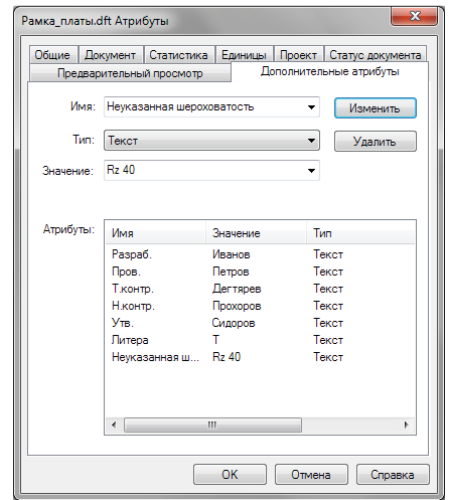 Рамка_платы.dft Атрибуты
Общие Документ Статистика Единицы Проект Статус документа
Предварительный просмотр Дополнительные атрибуты
Имя: Неуказанная шероховатость Изменить
Тип: Текст Удалить
Значение: Rz 40
Атрибуты: Имя Значение Тип
Разраб. Иванов Текст
Пров. Петров Текст
Т.контр. Дегтярев Текст
Н.контр. Прохоров Текст
Утв. Сидоров Текст
Литера Т Текст
Неуказанная ш... Rz 40 Текст
OK Отмена Справка